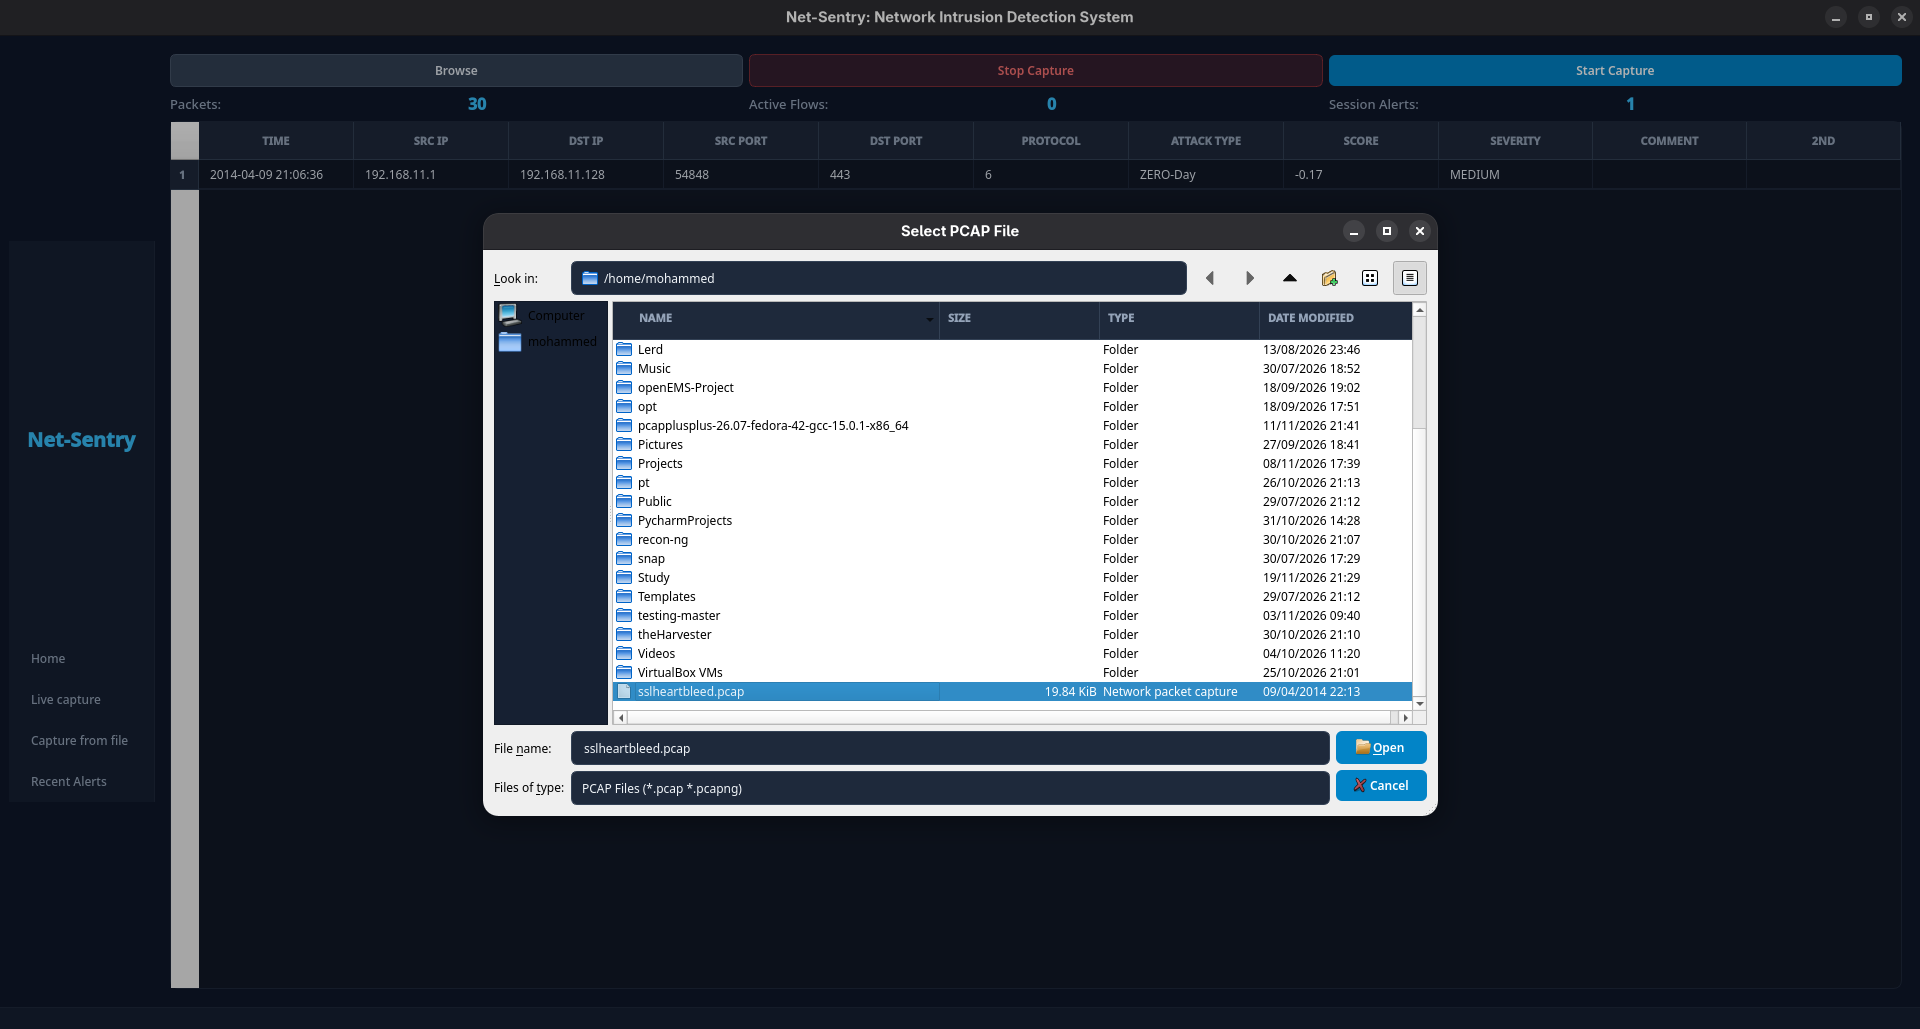 Net-Sentry: Network Intrusion Detection System
Browse Stop Capture Start Capture
Packets: 30 Active Flows: 0 Session Alerts: 1
TIME SRC IP DST IP SRC PORT DST PORT PROTOCOL ATTACK TYPE SCORE SEVERITY COMMENT 2ND
1 2014-04-09 21:06:36 192.168.11.1 192.168.11.128 54848 443 6 ZERO-Day -0.17 MEDIUM
Net-Sentry
Home
Live capture
Capture from file
Recent Alerts
Select PCAP File
Look in: /home/mohammed
Computer
mohammed
NAME SIZE TYPE DATE MODIFIED
Lerd Folder 13/08/2026 23:46
Music Folder 30/07/2026 18:52
openEMS-Project Folder 18/09/2026 19:02
opt Folder 18/09/2026 17:51
pcapplusplus-26.07-fedora-42-gcc-15.0.1-x86_64 Folder 11/11/2026 21:41
Pictures Folder 27/09/2026 18:41
Projects Folder 08/11/2026 17:39
pt Folder 26/10/2026 21:13
Public Folder 29/07/2026 21:12
PycharmProjects Folder 31/10/2026 14:28
recon-ng Folder 30/10/2026 21:07
snap Folder 30/07/2026 17:29
Study Folder 19/11/2026 21:29
Templates Folder 29/07/2026 21:12
testing-master Folder 03/11/2026 09:40
theHarvester Folder 30/10/2026 21:10
Videos Folder 04/10/2026 11:20
VirtualBox VMs Folder 25/10/2026 21:01
sslheartbleed.pcap 19.84 KiB Network packet capture 09/04/2014 22:13
File name: sslheartbleed.pcap Open
Files of type: PCAP Files (*.pcap *.pcapng) Cancel